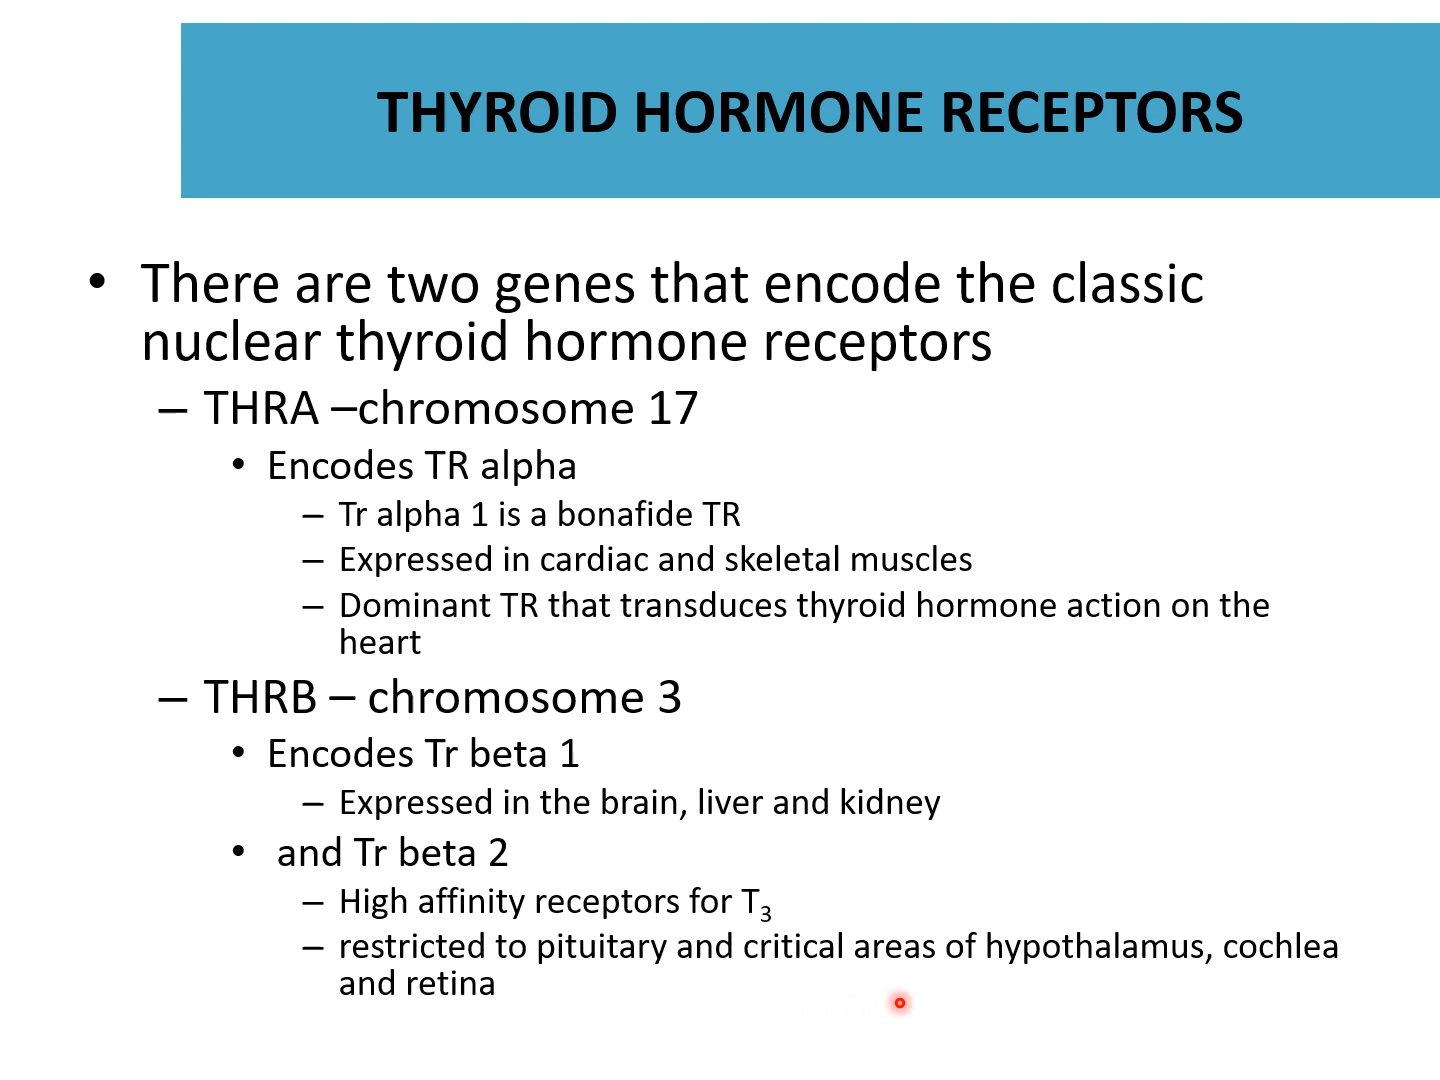 THYROID HORMONE RECEPTORS
• There are two genes that encode the classic
nuclear thyroid hormone receptors
– THRA –chromosome 17
• Encodes TR alpha
– Tr alpha 1 is a bonafide TR
– Expressed in cardiac and skeletal muscles
– Dominant TR that transduces thyroid hormone action on the
heart
– THRB – chromosome 3
• Encodes Tr beta 1
– Expressed in the brain, liver and kidney
• and Tr beta 2
– High affinity receptors for T₃
– restricted to pituitary and critical areas of hypothalamus, cochlea
and retina